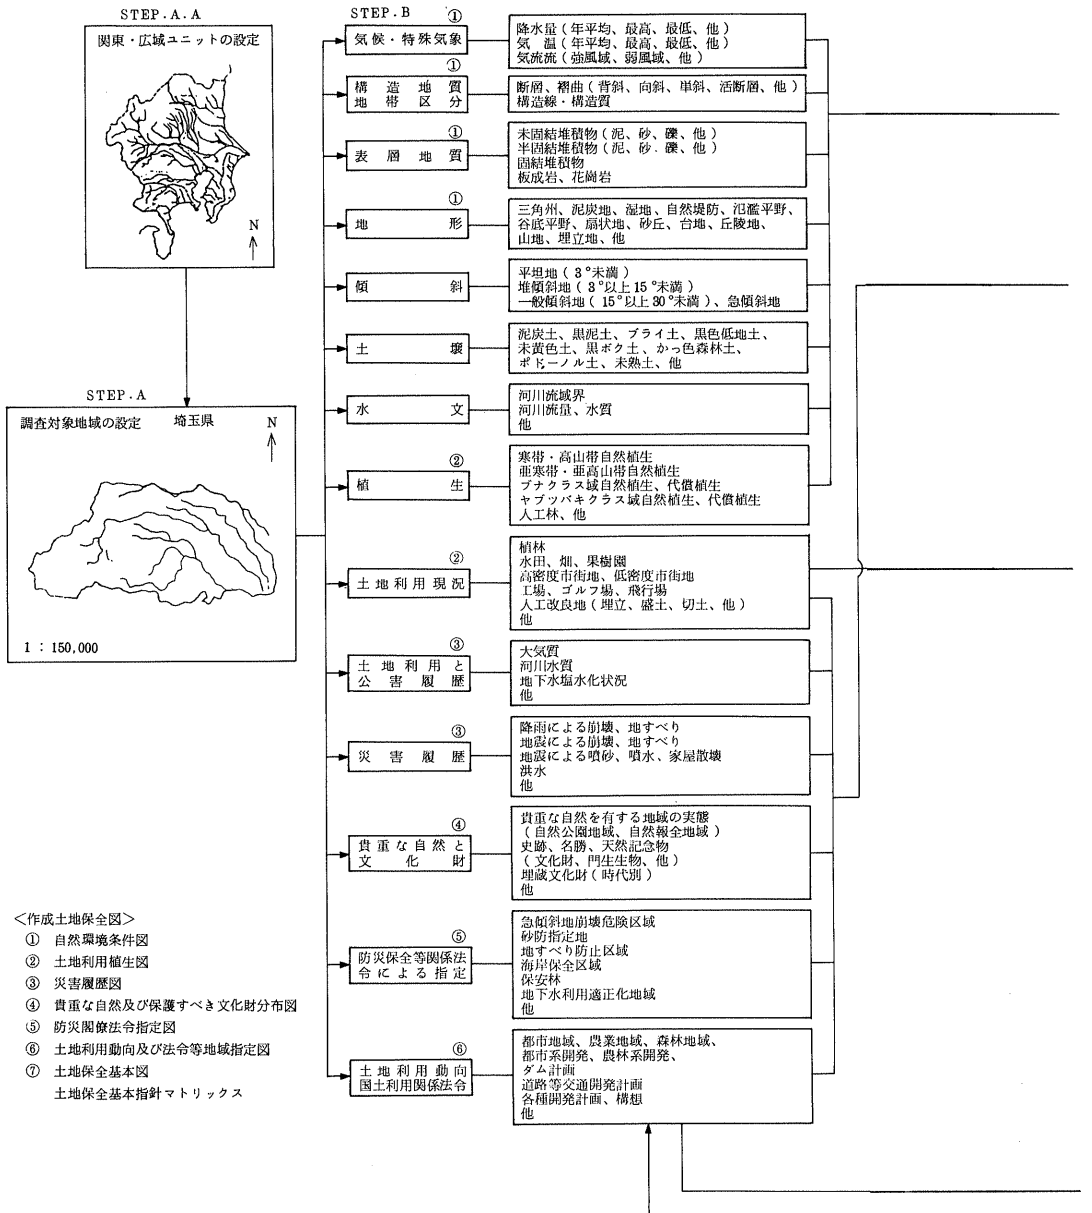 STEP.A.A
関東・広域ユニットの設定
N
STEP.A
調査対象地域の設定 埼玉県
N
1 : 150,000
<作成土地保全図>
① 自然環境条件図
② 土地利用植生図
③ 災害履歴図
④ 貴重な自然及び保護すべき文化財分布図
⑤ 防災閣僚法令指定図
⑥ 土地利用動向及び法令等地域指定図
⑦ 土地保全基本図
土地保全基本指針マトリックス
STEP.B
①
気候・特殊気象
降水量(年平均、最高、最低、他)
気　温(年平均、最高、最低、他)
気流流(強風域、弱風域、他)
①
構造地質
地帯区分
断層、褶曲(背斜、向斜、単斜、活断層、他)
構造線・構造質
①
表層地質
未固結堆積物(泥、砂、礫、他)
半固結堆積物(泥、砂、礫、他)
固結堆積物
板成岩、花崗岩
①
地形
三角州、泥炭地、湿地、自然堤防、氾濫平野、
谷底平野、扇状地、砂丘、台地、丘陵地、
山地、埋立地、他
傾斜
平坦地(3°未満)
堆傾斜地(3°以上15°未満)
一般傾斜地(15°以上30°未満)、急傾斜地
土壌
泥炭土、黒泥土、ブライ土、黒色低地土、
未黄色土、黒ボク土、かっ色森林土、
ポドーノル土、未熟土、他
水文
河川流域界
河川流量、水質
他
②
植生
寒帯・高山帯自然植生
亜寒帯・亜高山帯自然植生
ブナクラス域自然植生、代償植生
ヤブツバキクラス域自然植生、代償植生
人工林、他
②
土地利用現況
植林
水田、畑、果樹園
高密度市街地、低密度市街地
工場、ゴルフ場、飛行場
人工改良地(埋立、盛土、切土、他)
他
③
土地利用と
公害履歴
大気質
河川水質
地下水塩水化状況
他
③
災害履歴
降雨による崩壊、地すべり
地震による崩壊、地すべり
地震による噴砂、噴水、家屋散壊
洪水
他
④
貴重な自然と
文化財
貴重な自然を有する地域の実態
(自然公園地域、自然報全地域)
史跡、名勝、天然記念物
(文化財、門生生物、他)
埋蔵文化財(時代別)
他
⑤
防災保全等関係法
令による指定
急傾斜地崩壊危険区域
砂防指定地
地すべり防止区域
海岸保全区域
保安林
地下水利用適正化地域
他
⑥
土地利用動向
国土利用関係法令
都市地域、農業地域、森林地域、
都市系開発、農林系開発、
ダム計画
道路等交通開発計画
各種開発計画、構想
他